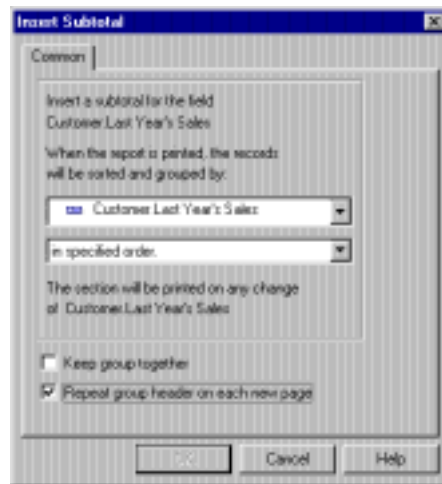 Insert Subtotal
Common
Insert a subtotal for the field
Customer.Last Year's Sales
When the report is printed, the records
will be sorted and grouped by:
Customer.Last Year's Sales
in specified order.
The section will be printed on any change
of Customer.Last Year's Sales
Keep group together
Repeat group header on each new page
OK
Cancel
Help